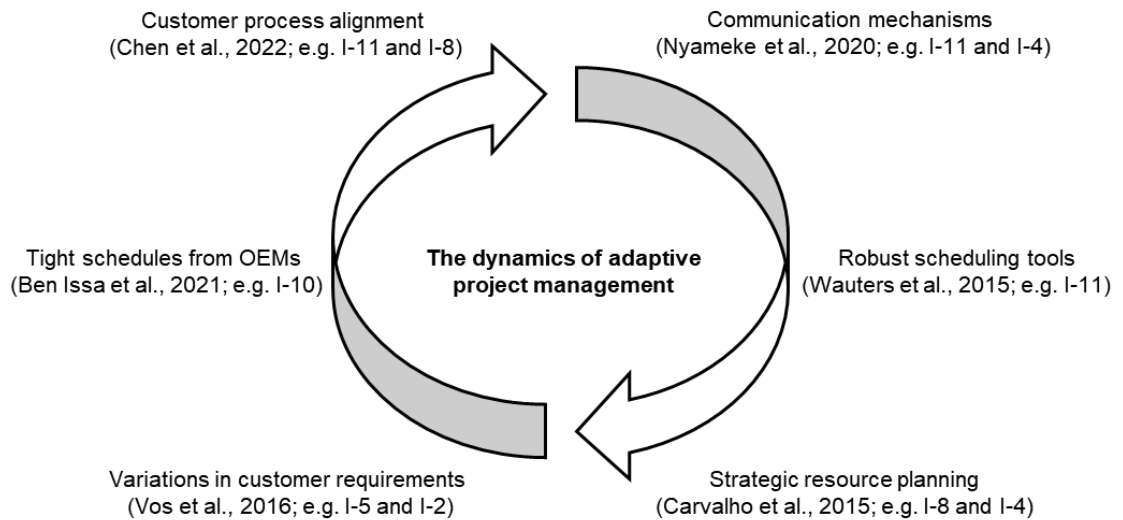 Customer process alignment
(Chen et al., 2022; e.g. I-11 and I-8)
Communication mechanisms
(Nyameke et al., 2020; e.g. I-11 and I-4)
Tight schedules from OEMs
(Ben Issa et al., 2021; e.g. I-10)
The dynamics of adaptive
project management
Robust scheduling tools
(Wauters et al., 2015; e.g. I-11)
Variations in customer requirements
(Vos et al., 2016; e.g. I-5 and I-2)
Strategic resource planning
(Carvalho et al., 2015; e.g. I-8 and I-4)